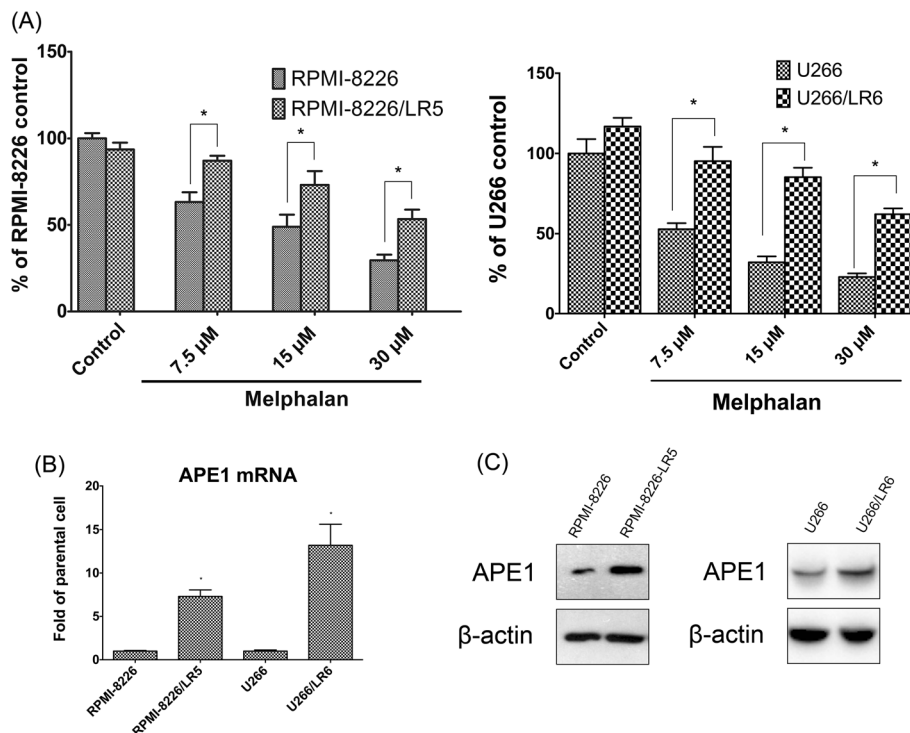 (A)
150
100
50
0
% of RPMI-8226 control
RPMI-8226
RPMI-8226/LR5
*
*
*
Control
7.5 µM
15 µM
30 µM
Melphalan
150
100
50
0
% of U266 control
U266
U266/LR6
*
*
*
Control
7.5 µM
15 µM
30 µM
Melphalan
(B)
APE1 mRNA
Fold of parental cell
20
15
10
5
0
*
*
RPMI-8226
RPMI-8226/LR5
U266
U266/LR6
(C)
RPMI-8226
RPMI-8226-LR5
APE1
β-actin
U266
U266/LR6
APE1
β-actin